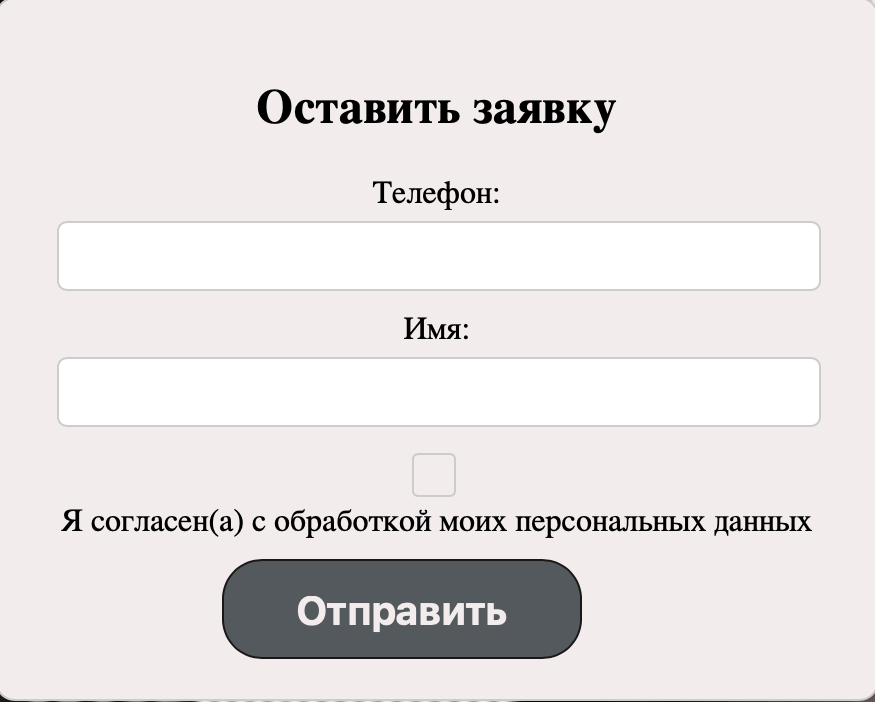 Оставить заявку
Телефон:
Имя:
Я согласен(а) с обработкой моих персональных данных
Отправить